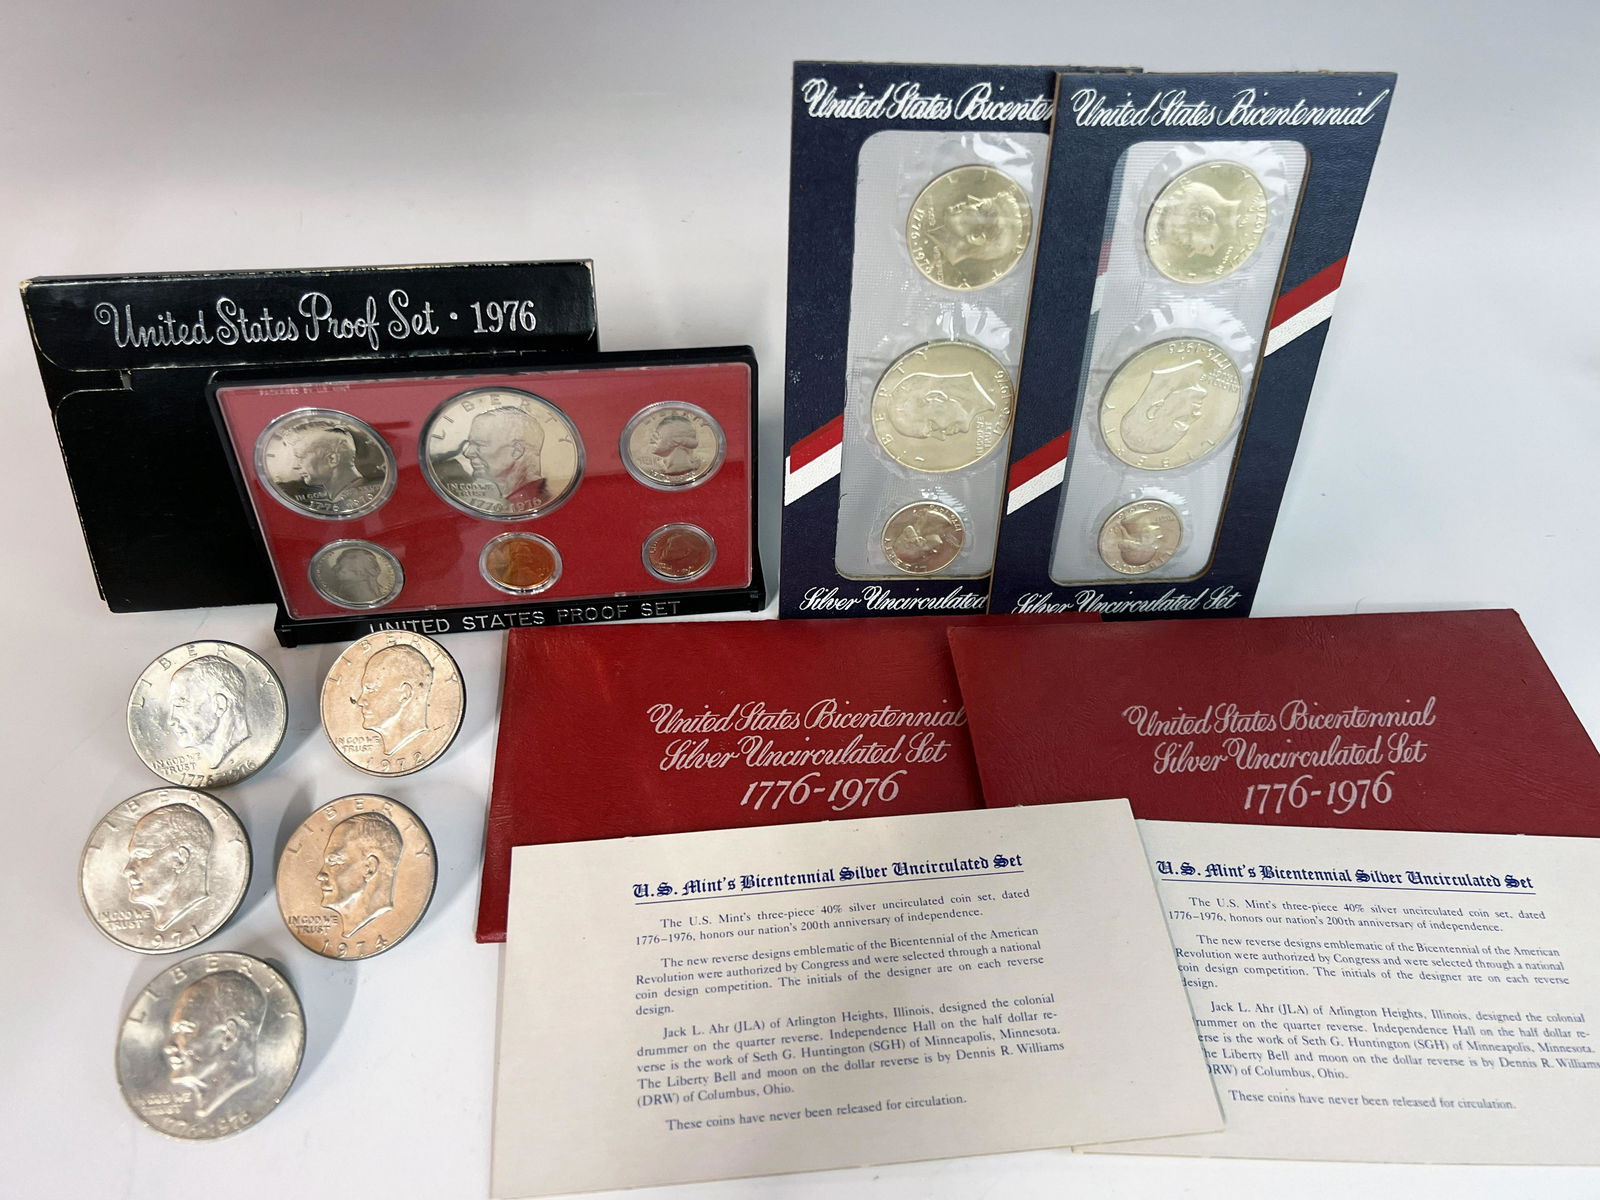 United States Proof Set · 1976
PACKAGED BY U.S. MINT
LIBERTY
IN GOD WE
TRUST
1776·1976
UNITED STATES PROOF SET
United States Bicenten
Silver Uncirculated
United States Bicentennial
Silver Uncirculated Set
LIBERTY
IN GOD WE
TRUST
1776·1976
LIBERTY
IN GOD WE
TRUST
1972
LIBERTY
IN GOD WE
TRUST
1971
LIBERTY
IN GOD WE
TRUST
1974
LIBERTY
IN GOD WE
TRUST
1776·1976
United States Bicentennial
Silver Uncirculated Set
1776-1976
United States Bicentennial
Silver Uncirculated Set
1776-1976
U.S. Mint's Bicentennial Silver Uncirculated Set
The U.S. Mint's three-piece 40% silver uncirculated coin set, dated
1776–1976, honors our nation's 200th anniversary of independence.
The new reverse designs emblematic of the Bicentennial of the American
Revolution were authorized by Congress and were selected through a national
coin design competition. The initials of the designer are on each reverse
design.
Jack L. Ahr (JLA) of Arlington Heights, Illinois, designed the colonial
drummer on the quarter reverse. Independence Hall on the half dollar re-
verse is the work of Seth G. Huntington (SGH) of Minneapolis, Minnesota.
The Liberty Bell and moon on the dollar reverse is by Dennis R. Williams
(DRW) of Columbus, Ohio.
These coins have never been released for circulation.
U.S. Mint's Bicentennial Silver Uncirculated Set
The U.S. Mint's three-piece 40% silver uncirculated coin set, dated
1776–1976, honors our nation's 200th anniversary of independence.
The new reverse designs emblematic of the Bicentennial of the American
Revolution were authorized by Congress and were selected through a national
coin design competition. The initials of the designer are on each reverse
design.
Jack L. Ahr (JLA) of Arlington Heights, Illinois, designed the colonial
rummer on the quarter reverse. Independence Hall on the half dollar re-
erse is the work of Seth G. Huntington (SGH) of Minneapolis, Minnesota.
he Liberty Bell and moon on the dollar reverse is by Dennis R. Williams
DRW) of Columbus, Ohio.
These coins have never been released for circulation.